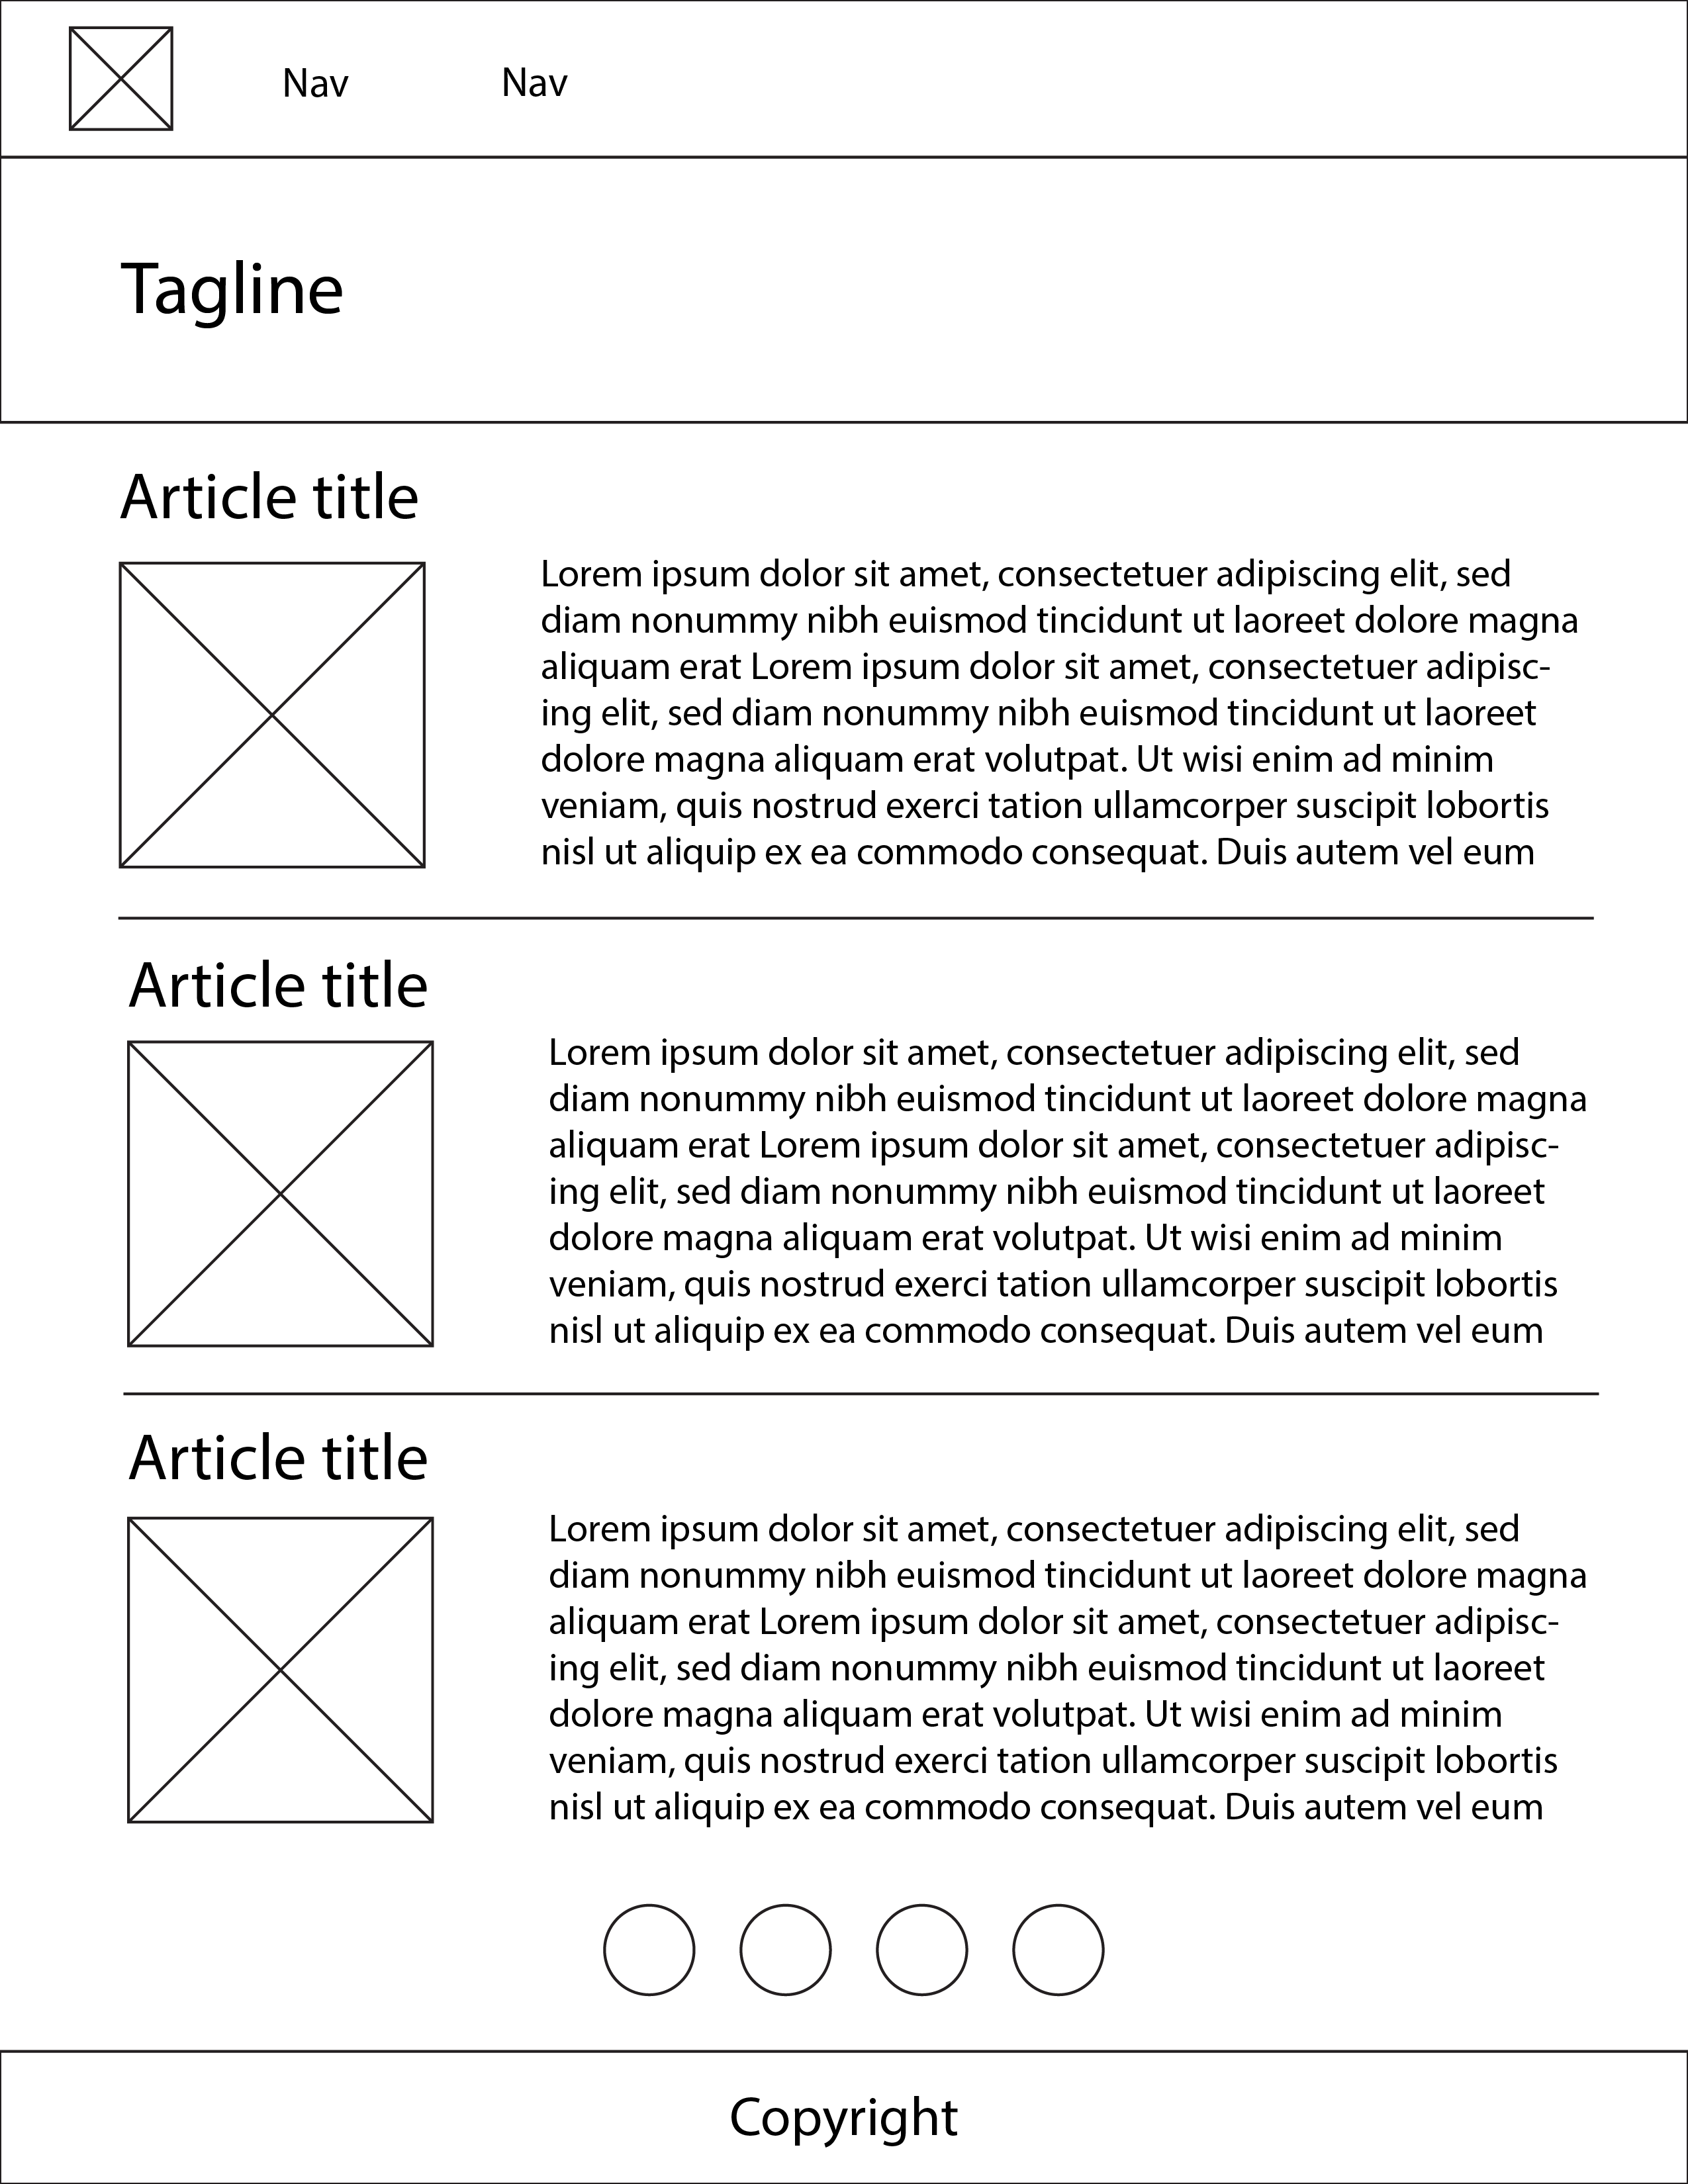 Nav Nav
Tagline
Article title
Lorem ipsum dolor sit amet, consectetuer adipiscing elit, sed
diam nonummy nibh euismod tincidunt ut laoreet dolore magna
aliquam erat Lorem ipsum dolor sit amet, consectetuer adipisc-
ing elit, sed diam nonummy nibh euismod tincidunt ut laoreet
dolore magna aliquam erat volutpat. Ut wisi enim ad minim
veniam, quis nostrud exerci tation ullamcorper suscipit lobortis
nisl ut aliquip ex ea commodo consequat. Duis autem vel eum
Article title
Lorem ipsum dolor sit amet, consectetuer adipiscing elit, sed
diam nonummy nibh euismod tincidunt ut laoreet dolore magna
aliquam erat Lorem ipsum dolor sit amet, consectetuer adipisc-
ing elit, sed diam nonummy nibh euismod tincidunt ut laoreet
dolore magna aliquam erat volutpat. Ut wisi enim ad minim
veniam, quis nostrud exerci tation ullamcorper suscipit lobortis
nisl ut aliquip ex ea commodo consequat. Duis autem vel eum
Article title
Lorem ipsum dolor sit amet, consectetuer adipiscing elit, sed
diam nonummy nibh euismod tincidunt ut laoreet dolore magna
aliquam erat Lorem ipsum dolor sit amet, consectetuer adipisc-
ing elit, sed diam nonummy nibh euismod tincidunt ut laoreet
dolore magna aliquam erat volutpat. Ut wisi enim ad minim
veniam, quis nostrud exerci tation ullamcorper suscipit lobortis
nisl ut aliquip ex ea commodo consequat. Duis autem vel eum
Copyright